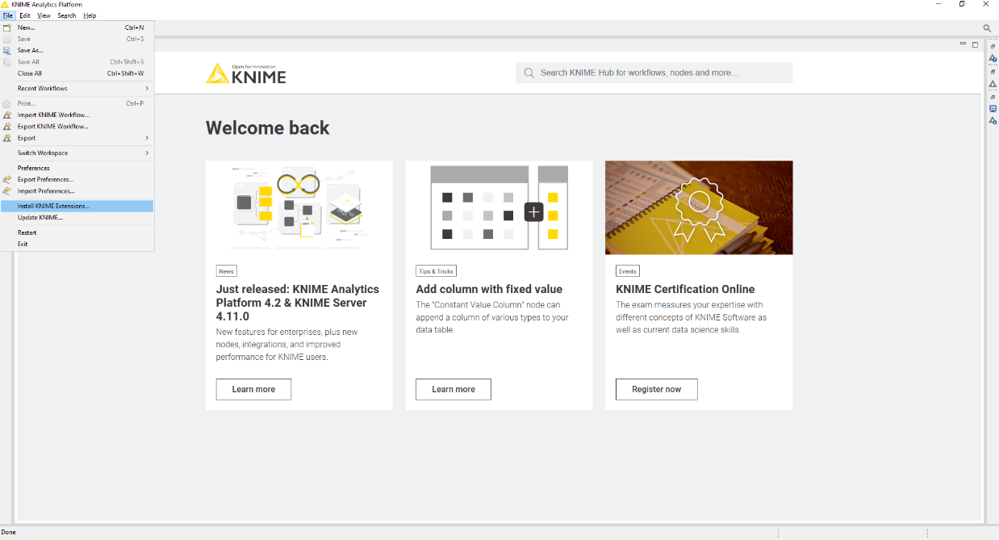 KNIME Analytics Platform
File Edit View Search Help
New... Ctrl+N
Save Ctrl+S
Save As...
Save All Ctrl+Shift+S
Close All Ctrl+Shift+W
Recent Workflows
Print... Ctrl+P
Import KNIME Workflow...
Export KNIME Workflow...
Export
Switch Workspace
Preferences
Export Preferences...
Import Preferences...
Install KNIME Extensions...
Update KNIME...
Restart
Exit
Open for Innovation
KNIME
Search KNIME Hub for workflows, nodes and more...
Welcome back
META
News
Just released: KNIME Analytics
Platform 4.2 & KNIME Server
4.11.0
New features for enterprises, plus new
nodes, integrations, and improved
performance for KNIME users.
Learn more
Tips & Tricks
Add column with fixed value
The "Constant Value Column" node can
append a column of various types to your
data table.
Learn more
Events
KNIME Certification Online
The exam measures your expertise with
different concepts of KNIME Software as
well as current data science skills.
Register now
Done